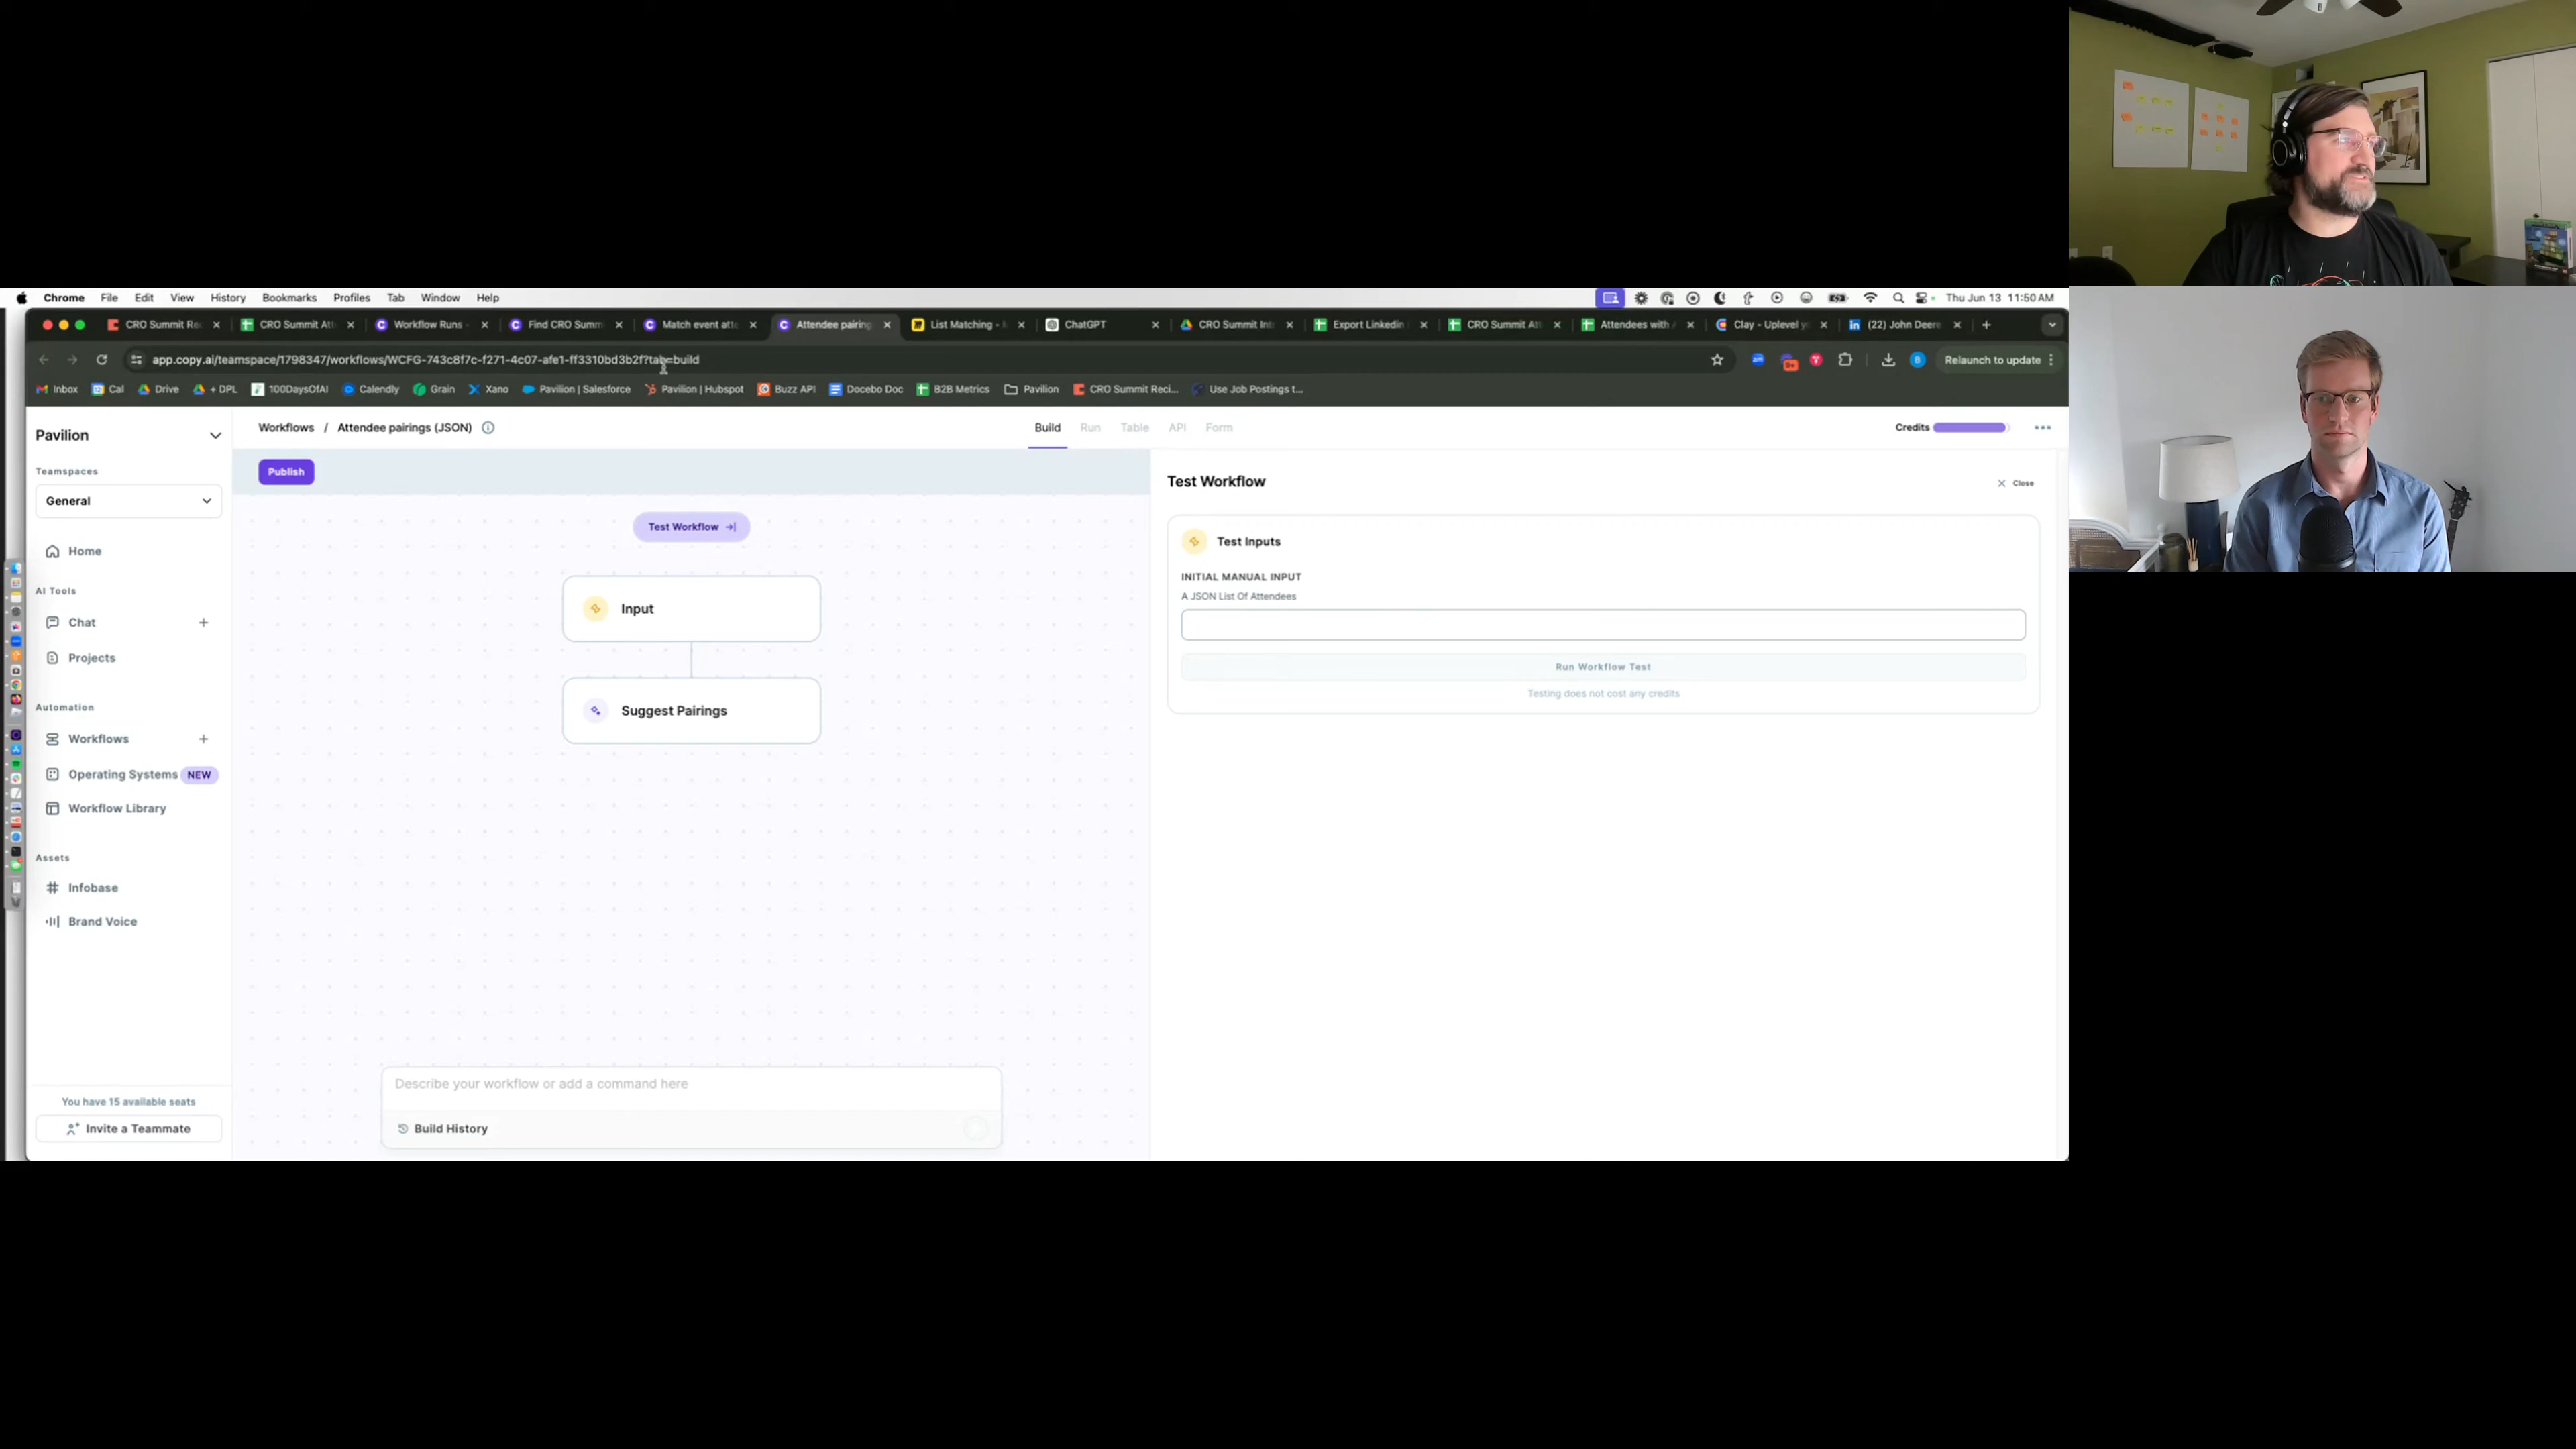 Chrome File Edit View History Bookmarks Profiles Tab Window Help
Thu Jun 13 11:50 AM
CRO Summit Rec
CRO Summit Att
Workflow Runs -
Find CRO Summ
Match event atte
Attendee pairing
List Matching -
ChatGPT
CRO Summit Int
Export Linkedin
CRO Summit Att
Attendees with
Clay - Uplevel y
(22) John Deere
app.copy.ai/teamspace/1798347/workflows/WCFG-743c8f7c-f271-4c07-afe1-ff3310bd3b2f?tab=build
Relaunch to update
Inbox
Cal
Drive
+ DPL
100DaysOfAI
Calendly
Grain
Xano
Pavilion | Salesforce
Pavilion | Hubspot
Buzz API
Docebo Doc
B2B Metrics
Pavilion
CRO Summit Reci...
Use Job Postings t...
Pavilion
Teamspaces
General
Home
AI Tools
Chat
Projects
Automation
Workflows
Operating Systems NEW
Workflow Library
Assets
Infobase
Brand Voice
You have 15 available seats
Invite a Teammate
Workflows / Attendee pairings (JSON)
Build Run Table API Form
Credits
Publish
Test Workflow
Input
Suggest Pairings
Describe your workflow or add a command here
Build History
Test Workflow
Close
Test Inputs
INITIAL MANUAL INPUT
A JSON List Of Attendees
Run Workflow Test
Testing does not cost any credits